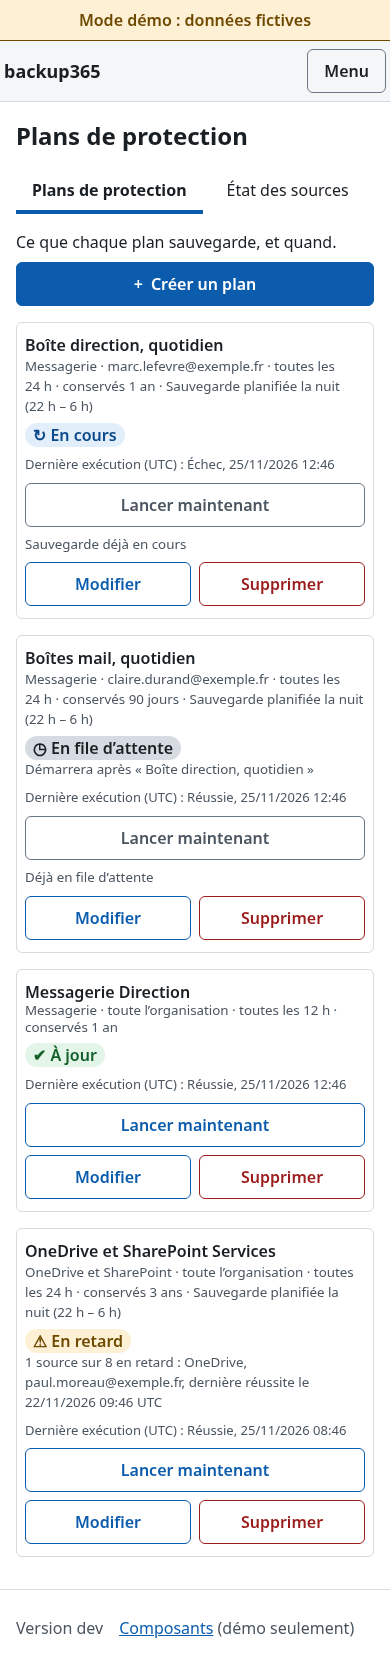 Mode démo : données fictives
backup365
Menu
Plans de protection
Plans de protection
État des sources
Ce que chaque plan sauvegarde, et quand.
+ Créer un plan
Boîte direction, quotidien
Messagerie · marc.lefevre@exemple.fr · toutes les
24 h · conservés 1 an · Sauvegarde planifiée la nuit
(22 h – 6 h)
↻ En cours
Dernière exécution (UTC) : Échec, 25/11/2026 12:46
Lancer maintenant
Sauvegarde déjà en cours
Modifier
Supprimer
Boîtes mail, quotidien
Messagerie · claire.durand@exemple.fr · toutes les
24 h · conservés 90 jours · Sauvegarde planifiée la nuit
(22 h – 6 h)
◷ En file d’attente
Démarrera après « Boîte direction, quotidien »
Dernière exécution (UTC) : Réussie, 25/11/2026 12:46
Lancer maintenant
Déjà en file d’attente
Modifier
Supprimer
Messagerie Direction
Messagerie · toute l’organisation · toutes les 12 h ·
conservés 1 an
✔ À jour
Dernière exécution (UTC) : Réussie, 25/11/2026 12:46
Lancer maintenant
Modifier
Supprimer
OneDrive et SharePoint Services
OneDrive et SharePoint · toute l’organisation · toutes
les 24 h · conservés 3 ans · Sauvegarde planifiée la
nuit (22 h – 6 h)
⚠ En retard
1 source sur 8 en retard : OneDrive,
paul.moreau@exemple.fr, dernière réussite le
22/11/2026 09:46 UTC
Dernière exécution (UTC) : Réussie, 25/11/2026 08:46
Lancer maintenant
Modifier
Supprimer
Version dev
Composants (démo seulement)